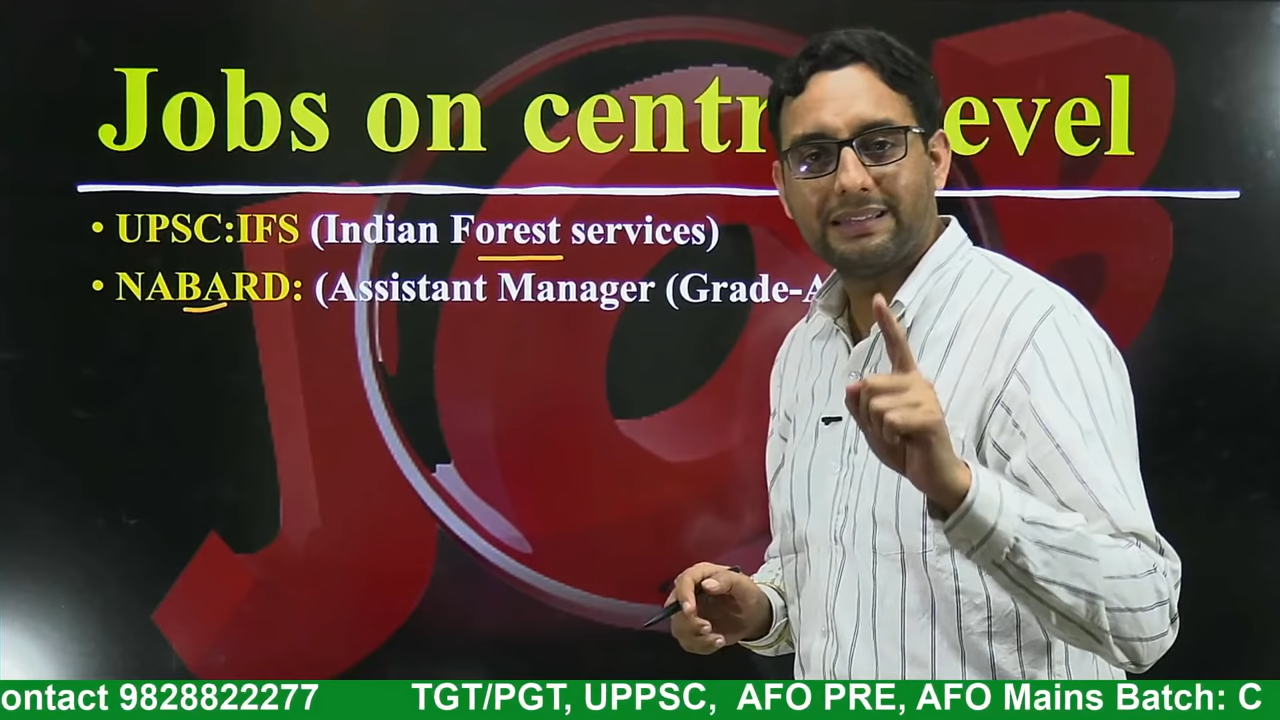 Jobs on centr evel
• UPSC:IFS (Indian Forest services)
• NABARD: (Assistant Manager (Grade-A
ontact 9828822277 TGT/PGT, UPPSC, AFO PRE, AFO Mains Batch: C